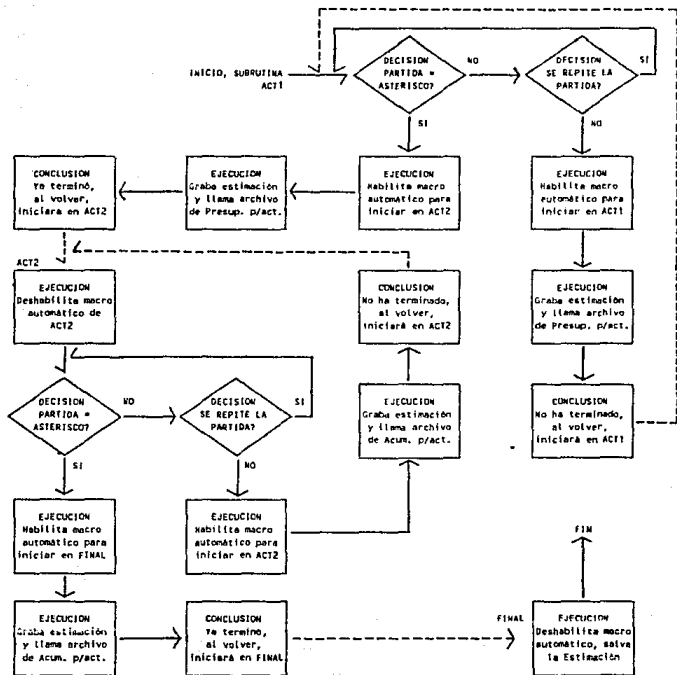 INICIO, SUBRUTINA
ACT1
DECISION
PARTIDA =
ASTERISCO?
NO
DECISION
SE REPITE LA
PARTIDA?
SI
SI
NO
CONCLUSION
Ya terminó,
al volver,
iniciará en ACT2
EJECUCION
Graba estimación
y llama archivo
de Presup. p/act.
EJECUCION
Habilita macro
automático para
iniciar en ACT2
EJECUCION
Habilita macro
automático para
iniciar en ACT1
ACT2
EJECUCION
Deshabilita macro
automático de
ACT2
CONCLUSION
No ha terminado,
al volver,
iniciará en ACT2
EJECUCION
Graba estimación
y llama archivo
de Presup. p/act.
DECISION
PARTIDA =
ASTERISCO?
NO
DECISION
SE REPITE LA
PARTIDA?
SI
EJECUCION
Graba estimación
y llama archivo
de Acum. p/act.
CONCLUSION
No ha terminado,
al volver,
iniciará en ACT1
SI
NO
EJECUCION
Habilita macro
automático para
iniciar en FINAL
EJECUCION
Habilita macro
automático para
iniciar en ACT2
FIN
EJECUCION
Graba estimación
y llama archivo
de Acum. p/act.
CONCLUSION
Ya terminó,
al volver,
iniciará en FINAL
FINAL
EJECUCION
Deshabilita macro
automático, salva
la Estimación